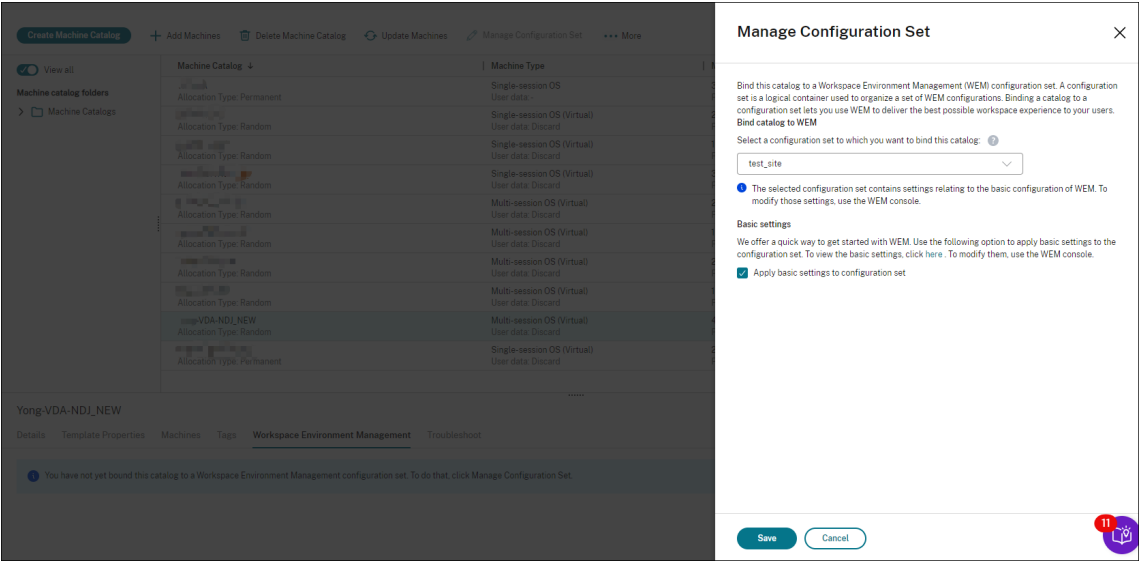 Create Machine Catalog
Add Machines
Delete Machine Catalog
Update Machines
Manage Configuration Set
More
View all
Machine catalog folders
Machine Catalogs
Machine Catalog
Machine Type
Single-session OS
Allocation Type: Permanent
User data: -
Single-session OS (Virtual)
Allocation Type: Random
User data: Discard
Single-session OS (Virtual)
Allocation Type: Random
User data: Discard
Single-session OS (Virtual)
Allocation Type: Random
User data: Discard
Multi-session OS (Virtual)
Allocation Type: Random
User data: Discard
Multi-session OS (Virtual)
Allocation Type: Random
User data: Discard
Multi-session OS (Virtual)
Allocation Type: Random
User data: Discard
Multi-session OS (Virtual)
Allocation Type: Random
User data: Discard
-VDA-NDJ_NEW
Multi-session OS (Virtual)
Allocation Type: Random
User data: Discard
Single-session OS (Virtual)
Allocation Type: Permanent
User data: Discard
Yong-VDA-NDJ_NEW
Details
Template Properties
Machines
Tags
Workspace Environment Management
Troubleshoot
You have not yet bound this catalog to a Workspace Environment Management configuration set. To do that, click Manage Configuration Set.
Manage Configuration Set
Bind this catalog to a Workspace Environment Management (WEM) configuration set. A configuration
set is a logical container used to organize a set of WEM configurations. Binding a catalog to a
configuration set lets you use WEM to deliver the best possible workspace experience to your users.
Bind catalog to WEM
Select a configuration set to which you want to bind this catalog:
test_site
The selected configuration set contains settings relating to the basic configuration of WEM. To
modify those settings, use the WEM console.
Basic settings
We offer a quick way to get started with WEM. Use the following option to apply basic settings to the
configuration set. To view the basic settings, click here . To modify them, use the WEM console.
Apply basic settings to configuration set
Save
Cancel
11